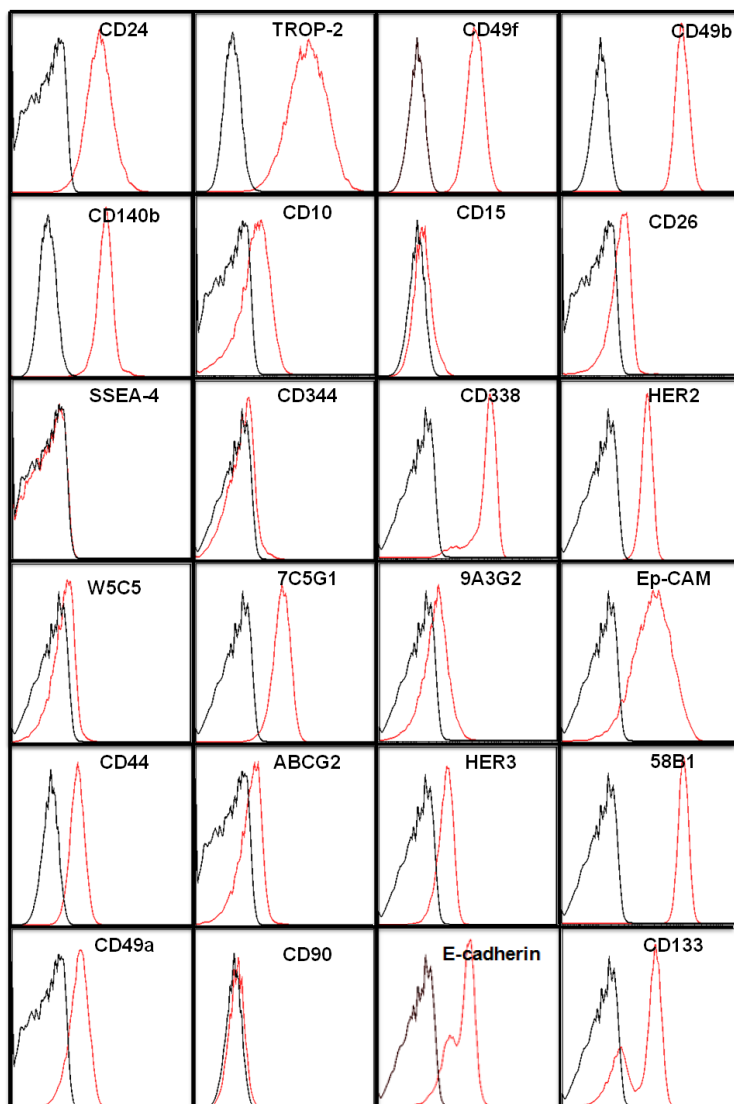 CD24
TROP-2
CD49f
CD49b
CD140b
CD10
CD15
CD26
SSEA-4
CD344
CD338
HER2
W5C5
7C5G1
9A3G2
Ep-CAM
CD44
ABCG2
HER3
58B1
CD49a
CD90
E-cadherin
CD133